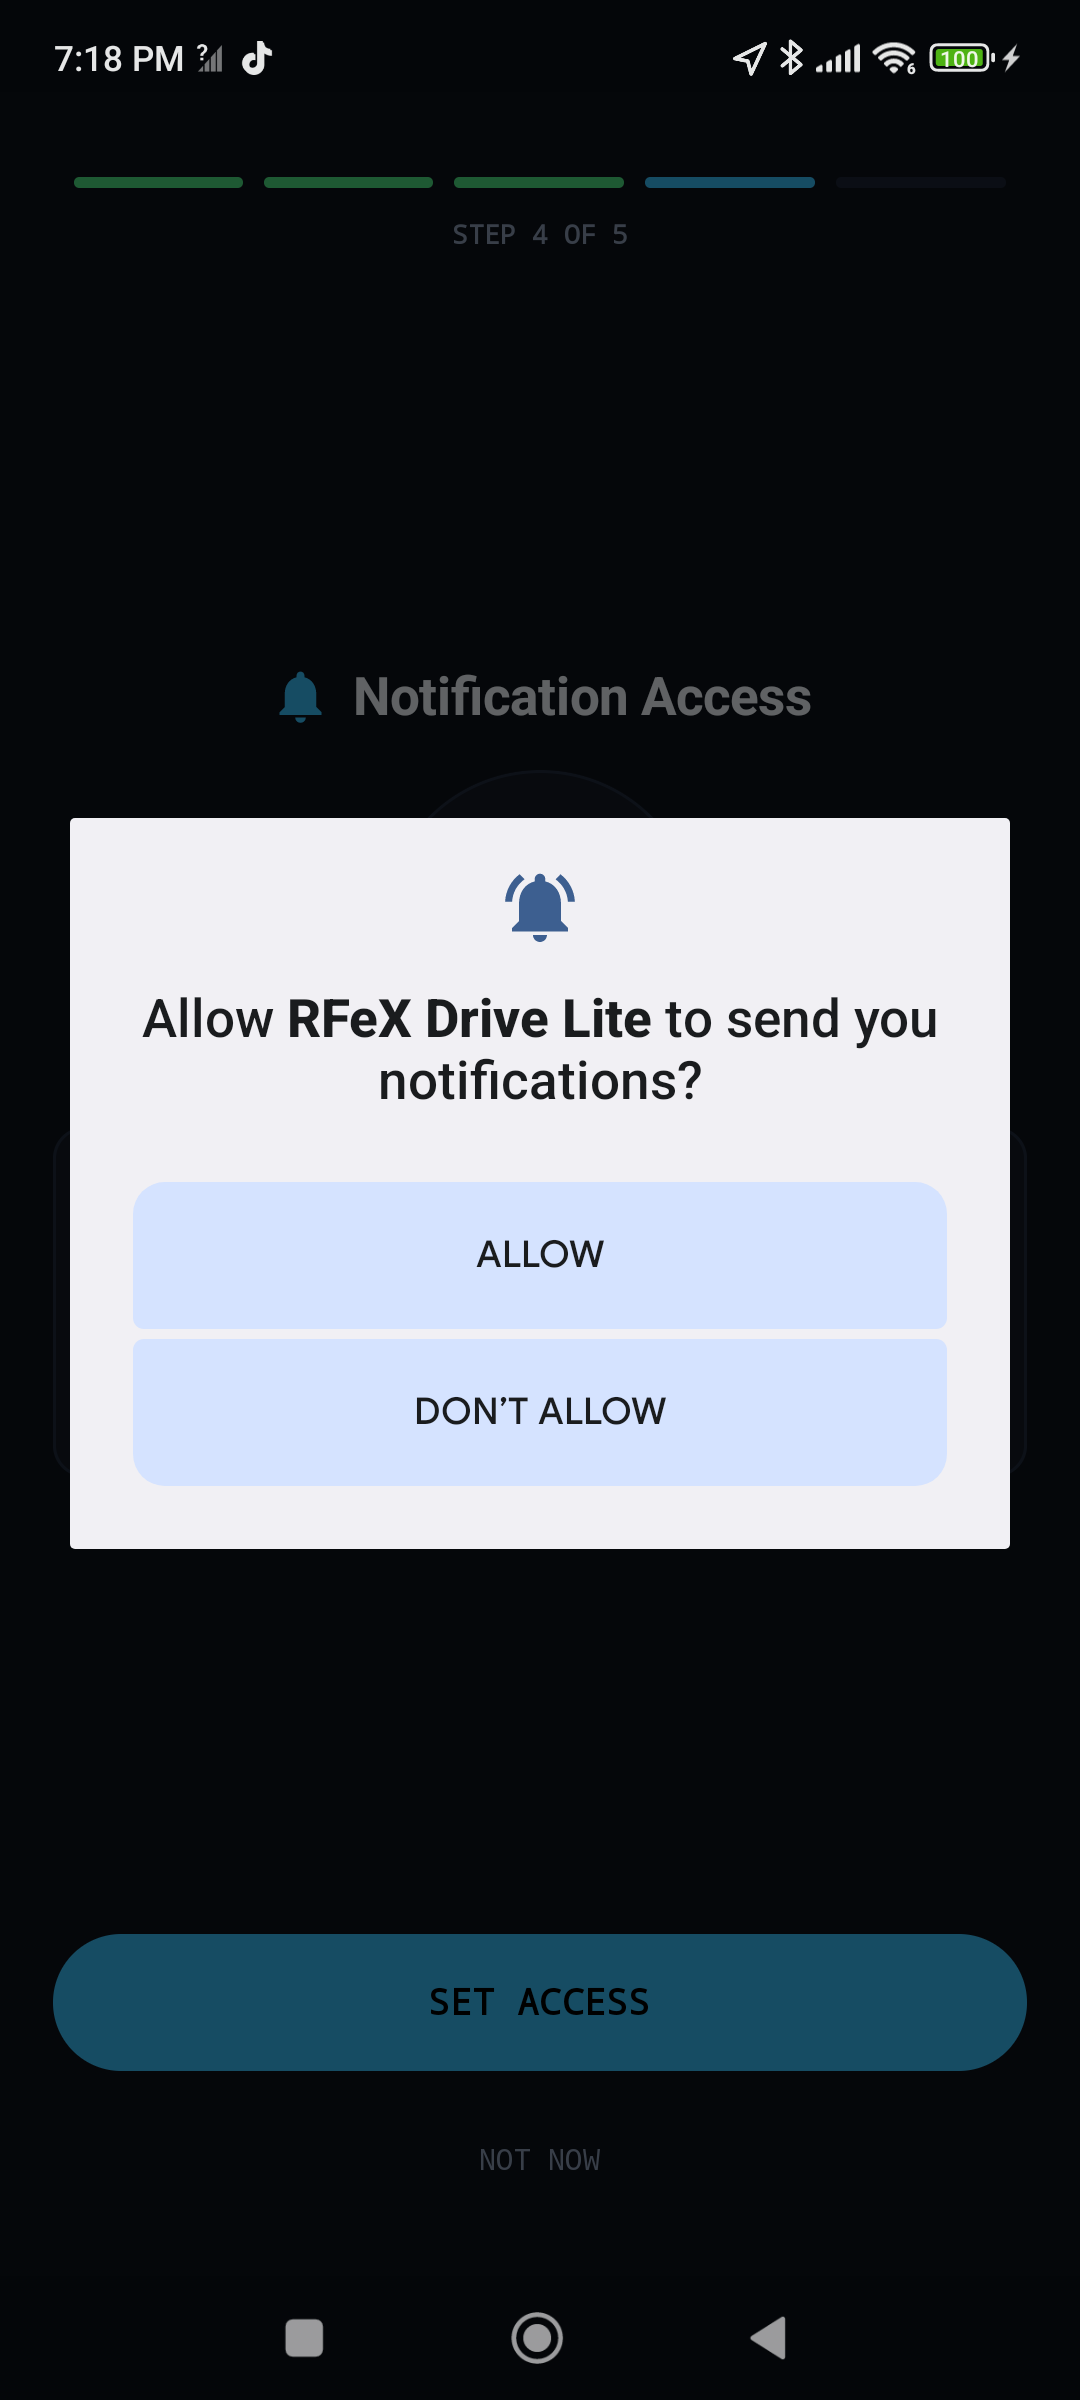 7:18 PM
100
STEP 4 OF 5
Notification Access
Allow RFeX Drive Lite to send you
notifications?
ALLOW
DON’T ALLOW
SET ACCESS
NOT NOW